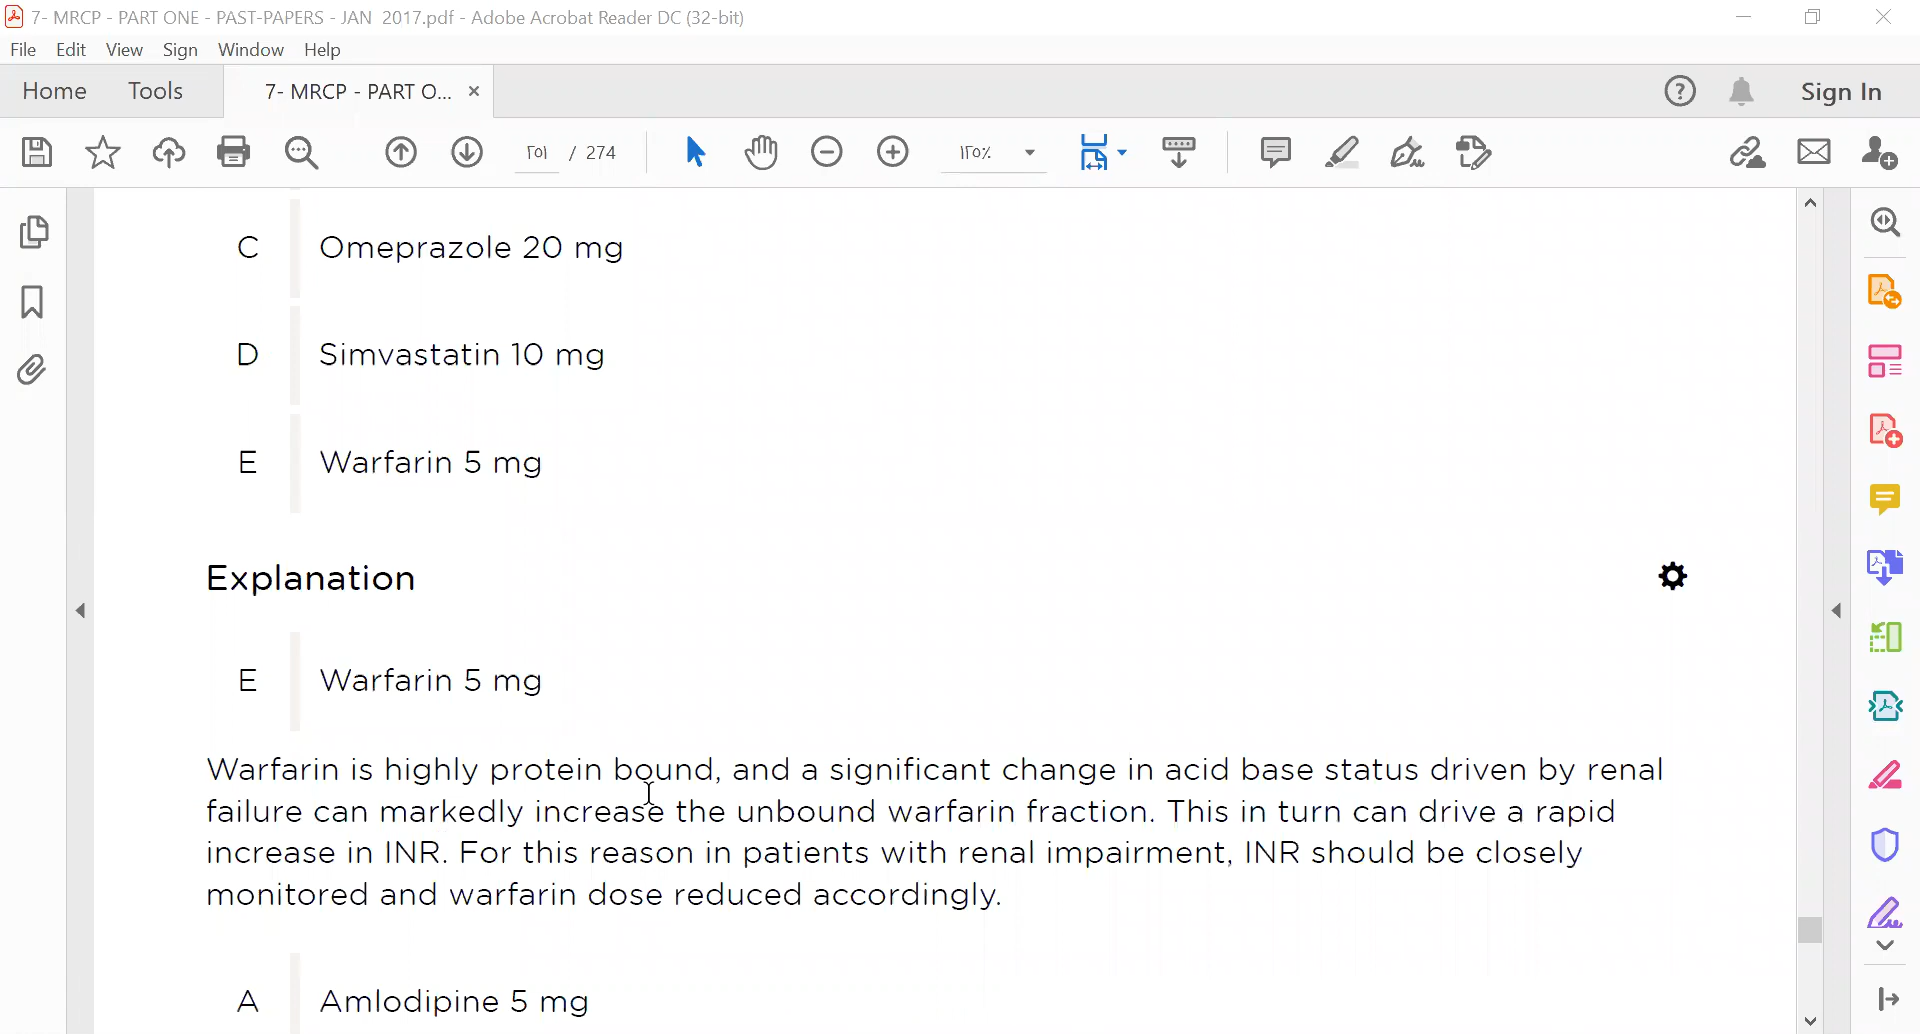 7- MRCP - PART ONE - PAST-PAPERS - JAN 2017.pdf - Adobe Acrobat Reader DC (32-bit)
File Edit View Sign Window Help
Home Tools 7- MRCP - PART O... Sign In
٢٥١ / 274 ١٢٥٪
C Omeprazole 20 mg
D Simvastatin 10 mg
E Warfarin 5 mg
Explanation
E Warfarin 5 mg
Warfarin is highly protein bound, and a significant change in acid base status driven by renal
failure can markedly increase the unbound warfarin fraction. This in turn can drive a rapid
increase in INR. For this reason in patients with renal impairment, INR should be closely
monitored and warfarin dose reduced accordingly.
A Amlodipine 5 mg